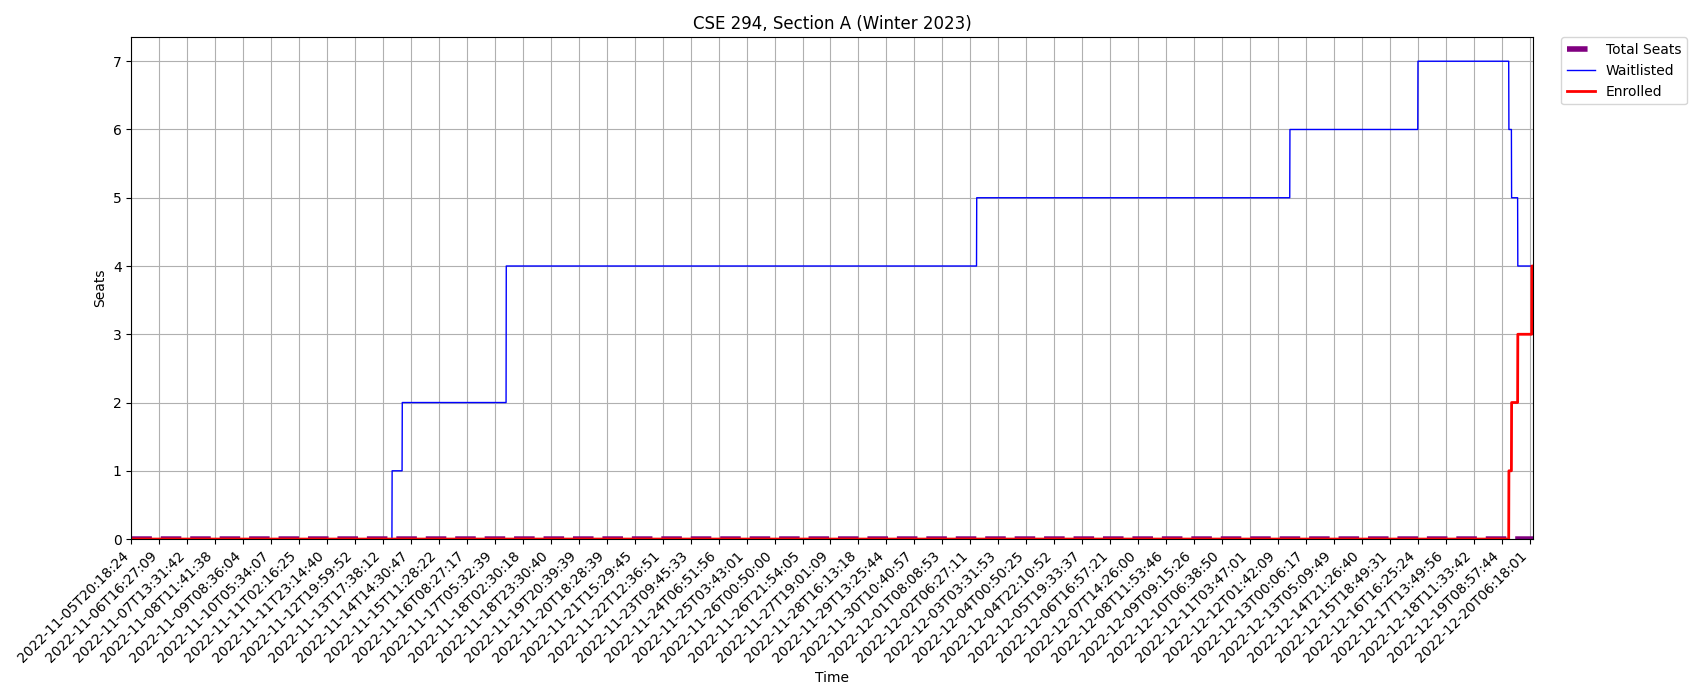 CSE 294, Section A (Winter 2023)
Total Seats
Waitlisted
Enrolled
Seats
7
6
5
4
3
2
1
0
2022-11-05T20:18:24
2022-11-06T16:27:09
2022-11-07T13:31:42
2022-11-08T11:41:38
2022-11-09T08:36:04
2022-11-10T05:34:07
2022-11-11T02:16:25
2022-11-11T23:14:40
2022-11-12T19:59:52
2022-11-13T17:38:12
2022-11-14T14:30:47
2022-11-15T11:28:22
2022-11-16T08:27:17
2022-11-17T05:32:39
2022-11-18T02:30:18
2022-11-18T23:30:40
2022-11-19T20:39:39
2022-11-20T18:28:39
2022-11-21T15:29:45
2022-11-22T12:36:51
2022-11-23T09:45:33
2022-11-24T06:51:56
2022-11-25T03:43:01
2022-11-26T00:50:00
2022-11-26T21:54:05
2022-11-27T19:01:09
2022-11-28T16:13:18
2022-11-29T13:25:44
2022-11-30T10:40:57
2022-12-01T08:08:53
2022-12-02T06:27:11
2022-12-03T03:31:53
2022-12-04T00:50:25
2022-12-04T22:10:52
2022-12-05T19:33:37
2022-12-06T16:57:21
2022-12-07T14:26:00
2022-12-08T11:53:46
2022-12-09T09:15:26
2022-12-10T06:38:50
2022-12-11T03:47:01
2022-12-12T01:42:09
2022-12-13T00:06:17
2022-12-13T05:09:49
2022-12-14T21:26:40
2022-12-15T18:49:31
2022-12-16T16:25:24
2022-12-17T13:49:56
2022-12-18T11:33:42
2022-12-19T08:57:44
2022-12-20T06:18:01
Time